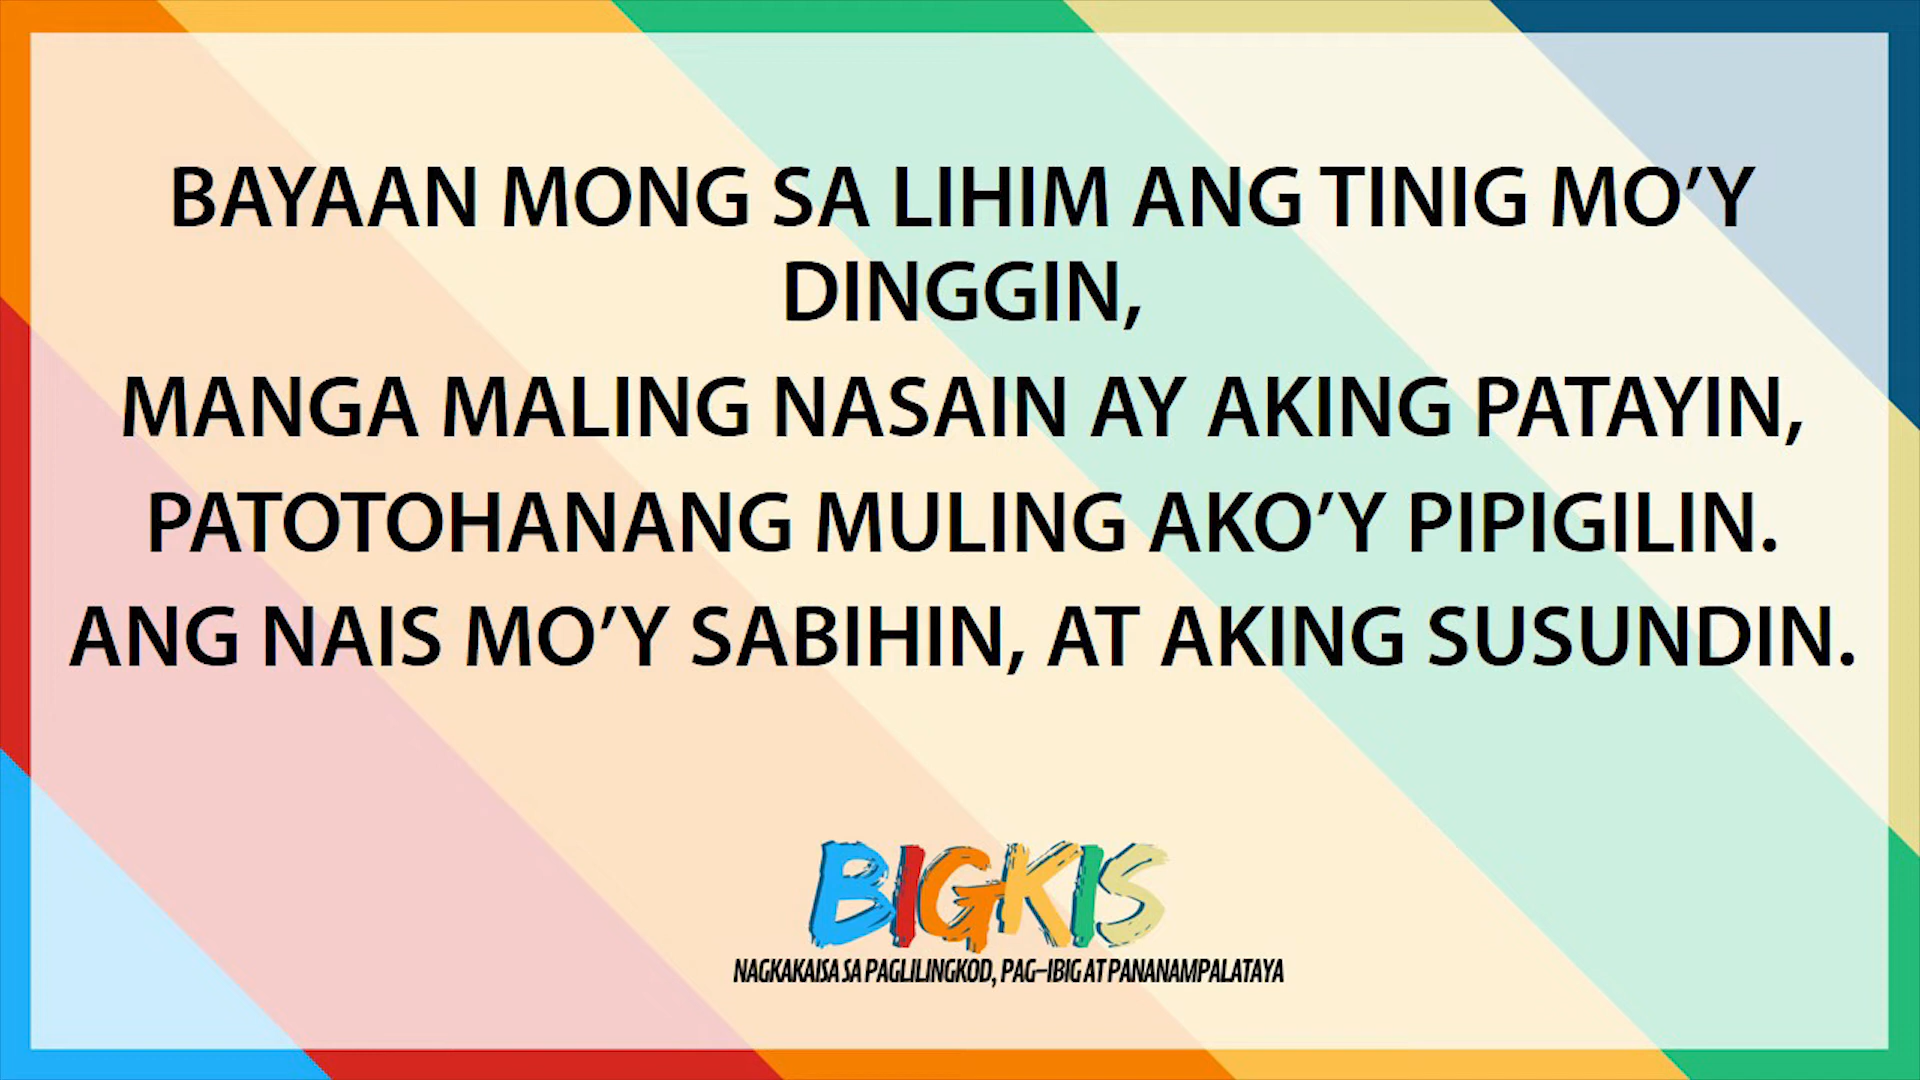 BAYAAN MONG SA LIHIM ANG TINIG MO’Y
DINGGIN,
MANGA MALING NASAIN AY AKING PATAYIN,
PATOTOHANANG MULING AKO’Y PIPIGILIN.
ANG NAIS MO’Y SABIHIN, AT AKING SUSUNDIN.
BIGKIS
NAGKAKAISA SA PAGLILINGKOD, PAG–IBIG AT PANANAMPALATAYA